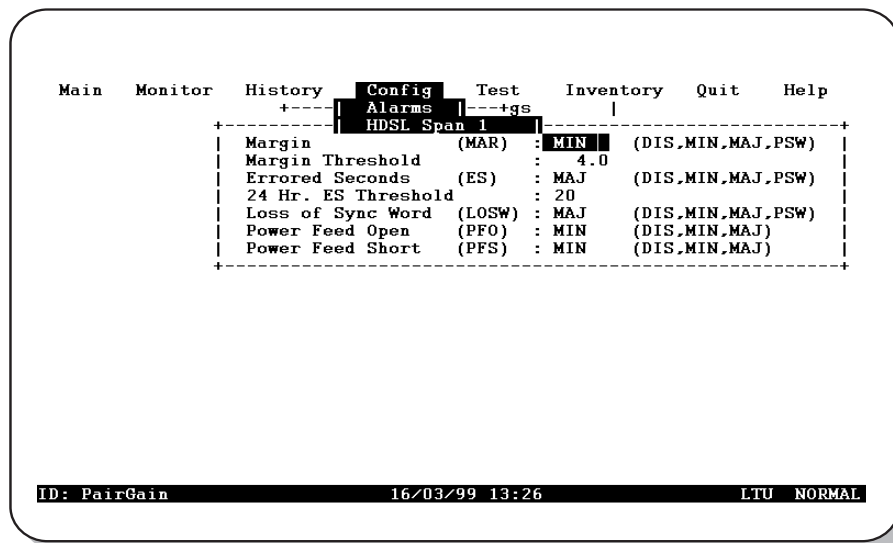 Main Monitor History Config Test Inventory Quit Help
+----| Alarms |---+gs |
+----------| HDSL Span 1 |-----------------------------+
| Margin (MAR) : MIN (DIS,MIN,MAJ,PSW) |
| Margin Threshold : 4.0 |
| Errored Seconds (ES) : MAJ (DIS,MIN,MAJ,PSW) |
| 24 Hr. ES Threshold : 20 |
| Loss of Sync Word (LOSW) : MAJ (DIS,MIN,MAJ,PSW) |
| Power Feed Open (PFO) : MIN (DIS,MIN,MAJ) |
| Power Feed Short (PFS) : MIN (DIS,MIN,MAJ) |
+---------------------------------------------------------+
ID: PairGain 16/03/99 13:26 LTU NORMAL